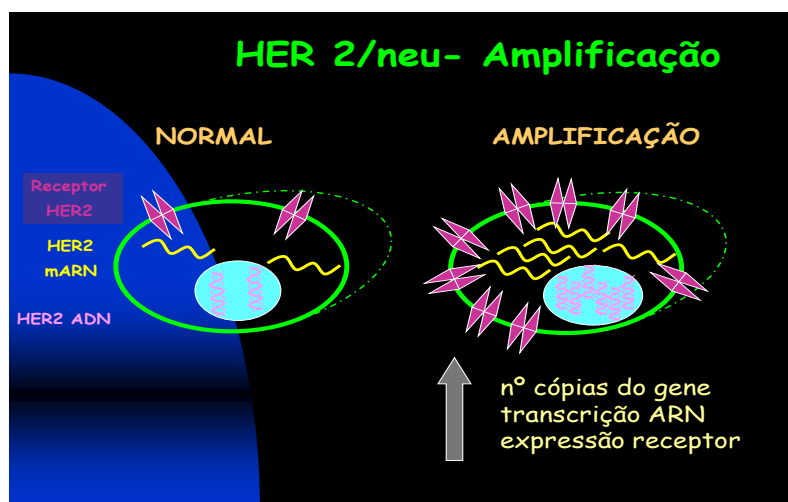 HER 2/neu- Amplificação
NORMAL
AMPLIFICAÇÃO
Receptor
HER2
HER2
mARN
HER2 ADN
nº cópias do gene
transcrição ARN
expressão receptor